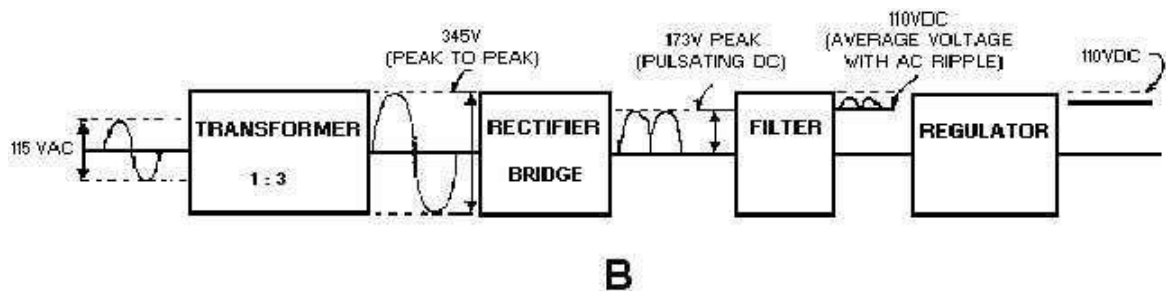 345V
(PEAK TO PEAK)
173V PEAK
(PULSATING DC)
110VDC
(AVERAGE VOLTAGE
WITH AC RIPPLE)
110VDC
115 VAC
TRANSFORMER
1 : 3
RECTIFIER
BRIDGE
FILTER
REGULATOR
B